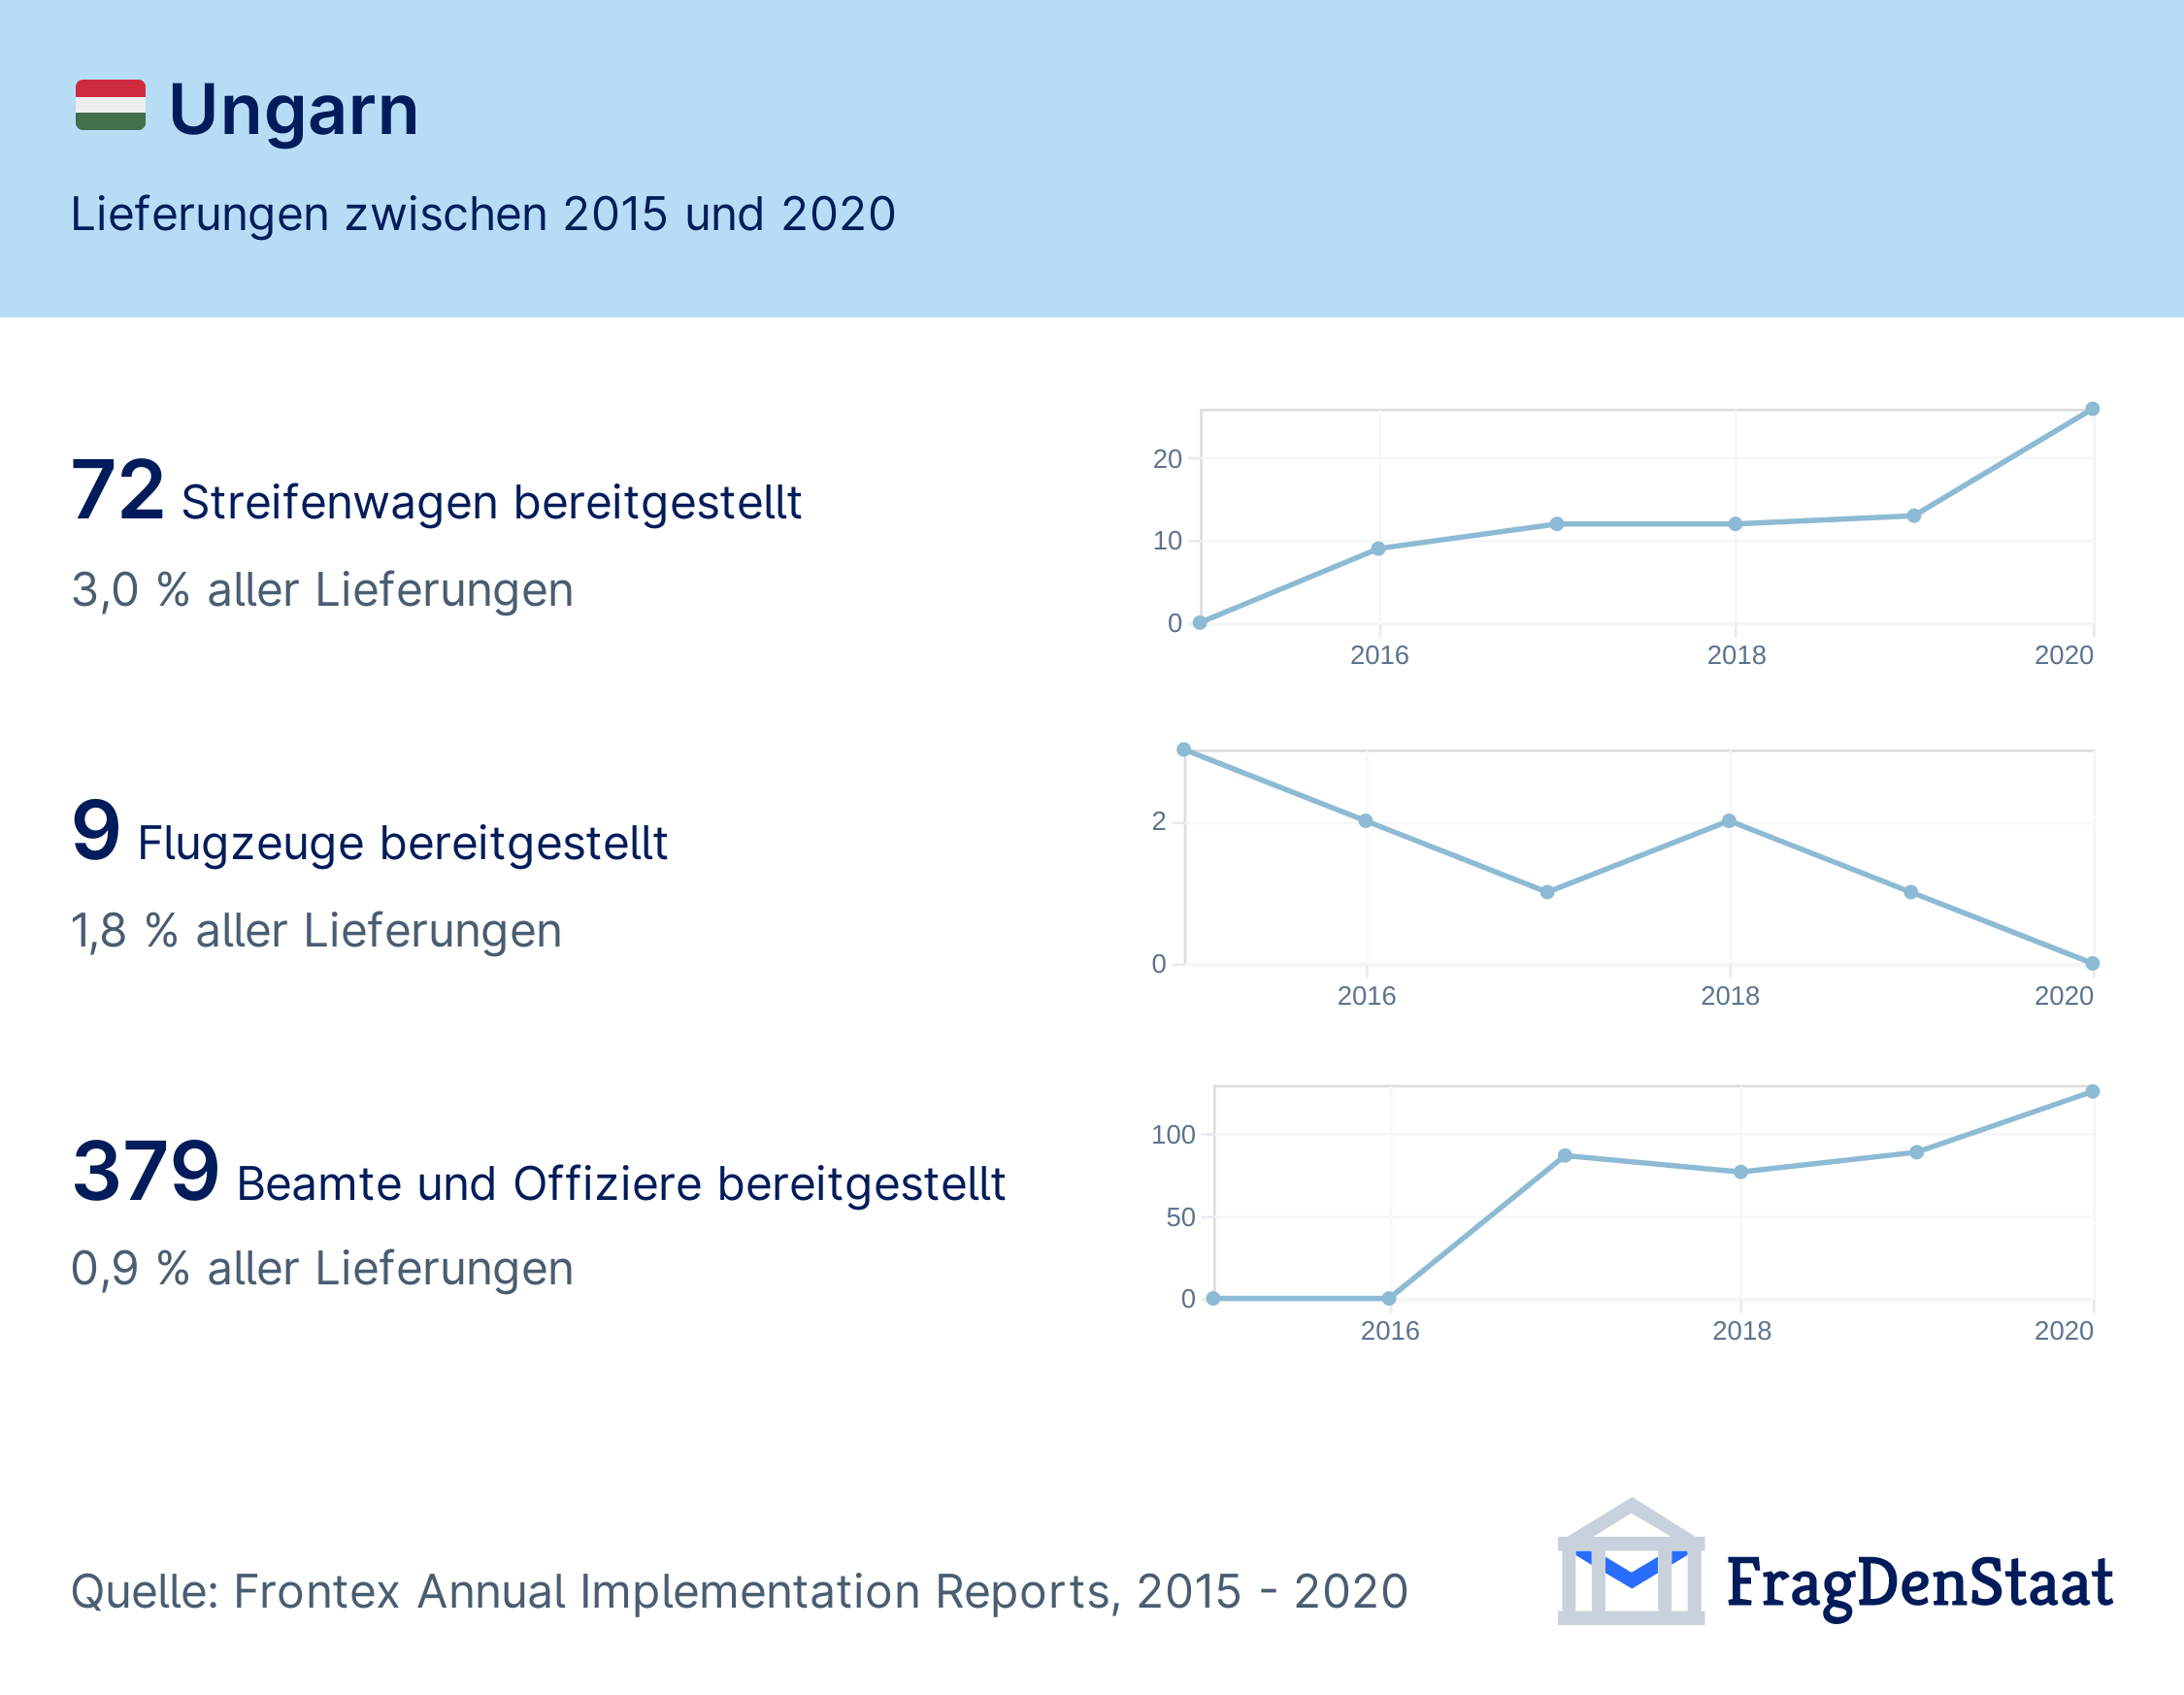 Ungarn
Lieferungen zwischen 2015 und 2020
72 Streifenwagen bereitgestellt
3,0 % aller Lieferungen
20
10
0
2016 2018 2020
9 Flugzeuge bereitgestellt
1,8 % aller Lieferungen
2
0
2016 2018 2020
379 Beamte und Offiziere bereitgestellt
0,9 % aller Lieferungen
100
50
0
2016 2018 2020
Quelle: Frontex Annual Implementation Reports, 2015 - 2020
FragDenStaat